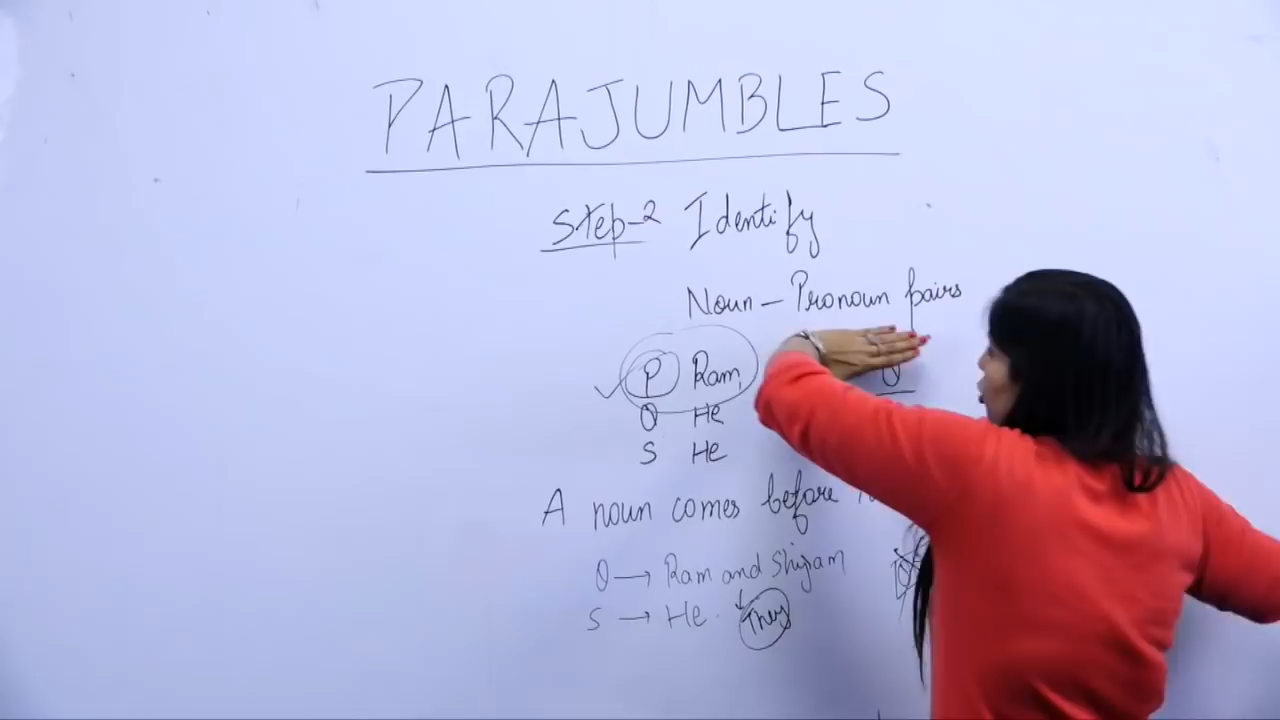 PARAJUMBLES
Step-2 Identify
Noun - Pronoun pairs
P Ram
Q He
S He
A noun comes before
Q → Ram and Shyam
S → He. They